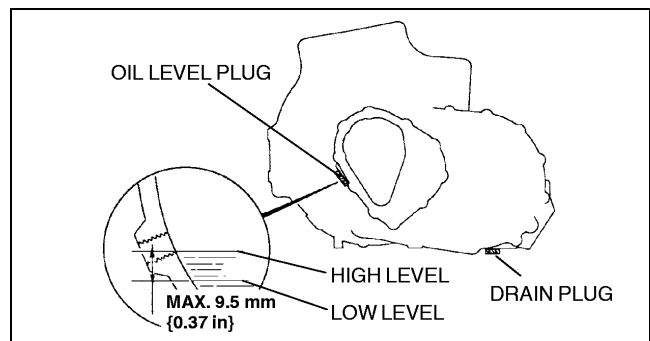 OIL LEVEL PLUG
HIGH LEVEL
DRAIN PLUG
MAX. 9.5 mm
{0.37 in}
LOW LEVEL